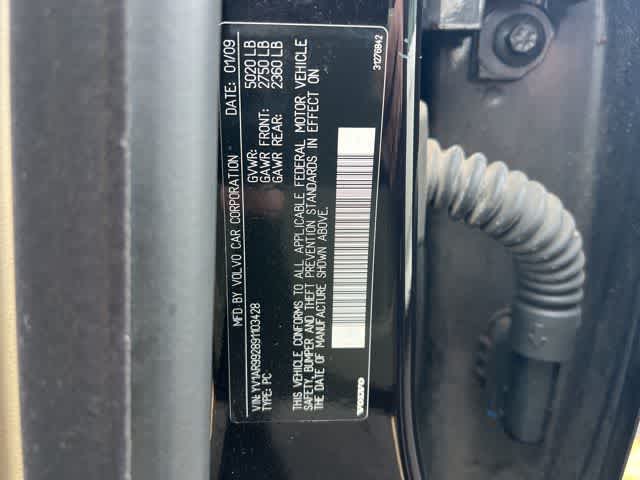 MFD BY VOLVO CAR CORPORATION DATE: 01/09
GVWR: 5020 LB
GAWR FRONT: 2750 LB
GAWR REAR: 2360 LB
VIN: YV1AR992891103428
TYPE: PC
THIS VEHICLE CONFORMS TO ALL APPLICABLE FEDERAL MOTOR VEHICLE
SAFETY, BUMPER AND THEFT PREVENTION STANDARDS IN EFFECT ON
THE DATE OF MANUFACTURE SHOWN ABOVE.
VOLVO
31276842